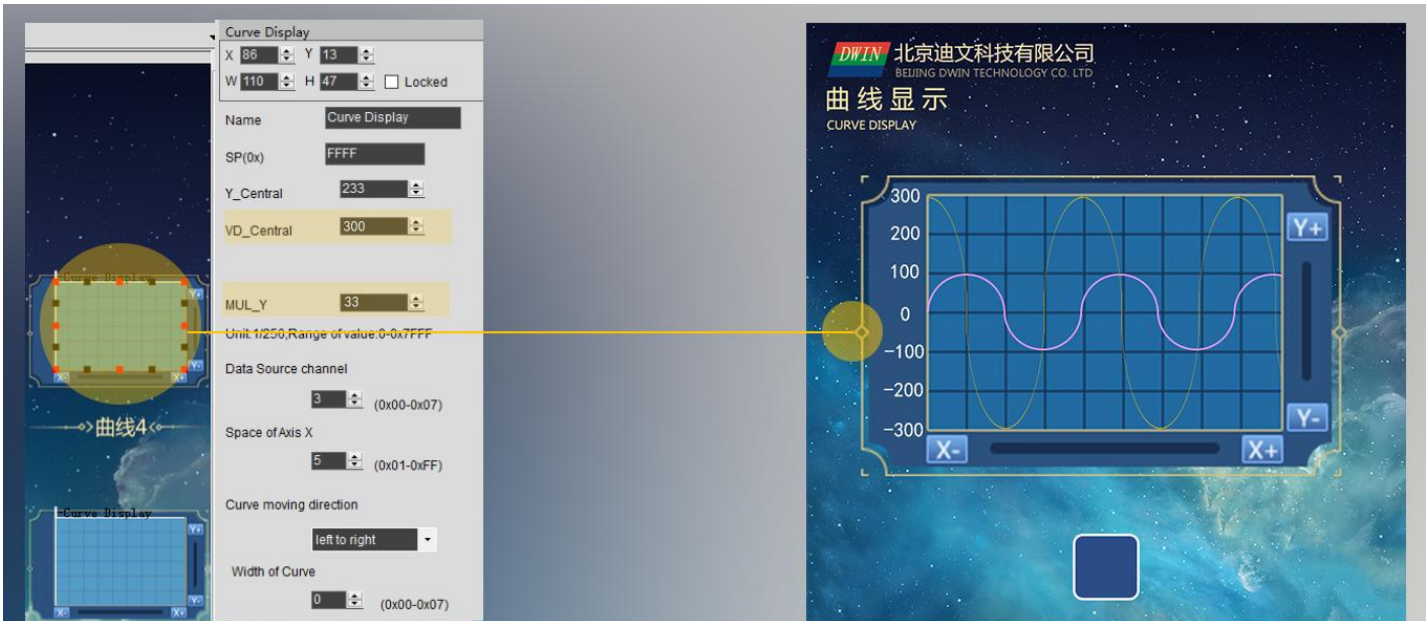 Curve Display
X 86 Y 13
W 110 H 47 Locked
Name Curve Display
SP(0x) FFFF
Y_Central 233
VD_Central 300
MUL_Y 33
Unit:1/256,Range of value:0-0x7FFF
Data Source channel
3 (0x00-0x07)
Space of Axis X
5 (0x01-0xFF)
Curve moving direction
left to right
Width of Curve
0 (0x00-0x07)
Curve Display
Y+
Y-
X- X+
曲线4
Curve Display
Y+
Y-
X- X+
DWIN 北京迪文科技有限公司
BEIJING DWIN TECHNOLOGY CO. LTD
曲线显示
CURVE DISPLAY
300
200
100
0
-100
-200
-300
Y+
Y-
X- X+